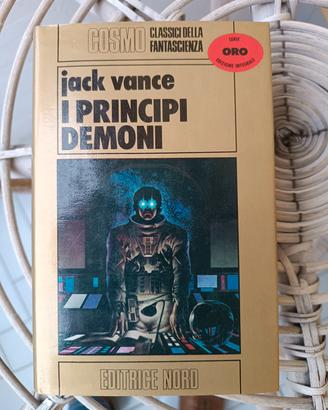 COSMO CLASSICI DELLA
FANTASCIENZA
SERIE
ORO
EDIZIONE INTEGRALE
jack vance
I PRINCIPI
DEMONI
EDITRICE NORD